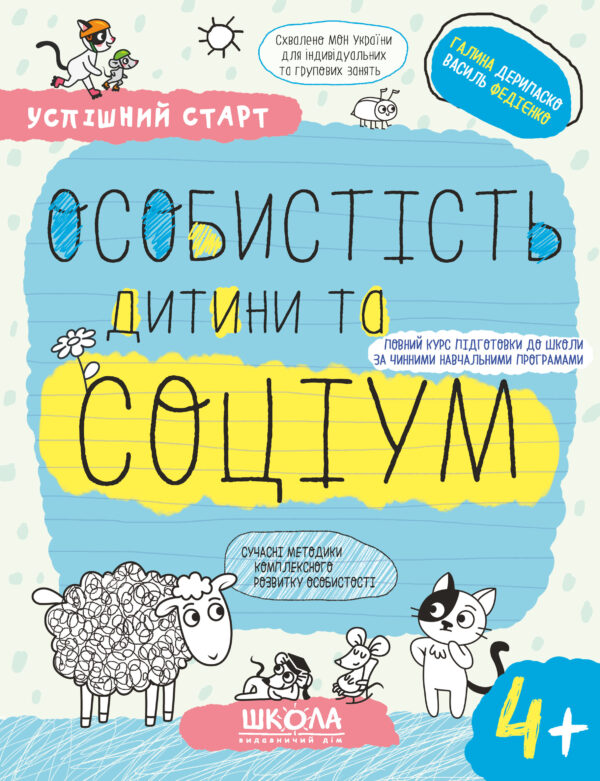 Схвалено МОН України
для індивідуальних
та групових занять
ГАЛИНА ДЕРИПАСКО
ВАСИЛЬ ФЕДІЄНКО
УСПІШНИЙ СТАРТ
ОСОБИСТІСТЬ
ДИТИНИ ТА
ПОВНИЙ КУРС ПІДГОТОВКИ ДО ШКОЛИ
ЗА ЧИННИМИ НАВЧАЛЬНИМИ ПРОГРАМАМИ
СОЦІУМ
СУЧАСНІ МЕТОДИКИ
КОМПЛЕКСНОГО
РОЗВИТКУ ОСОБИСТОСТІ
ШКОЛА
ВИДАВНИЧИЙ ДІМ
4+